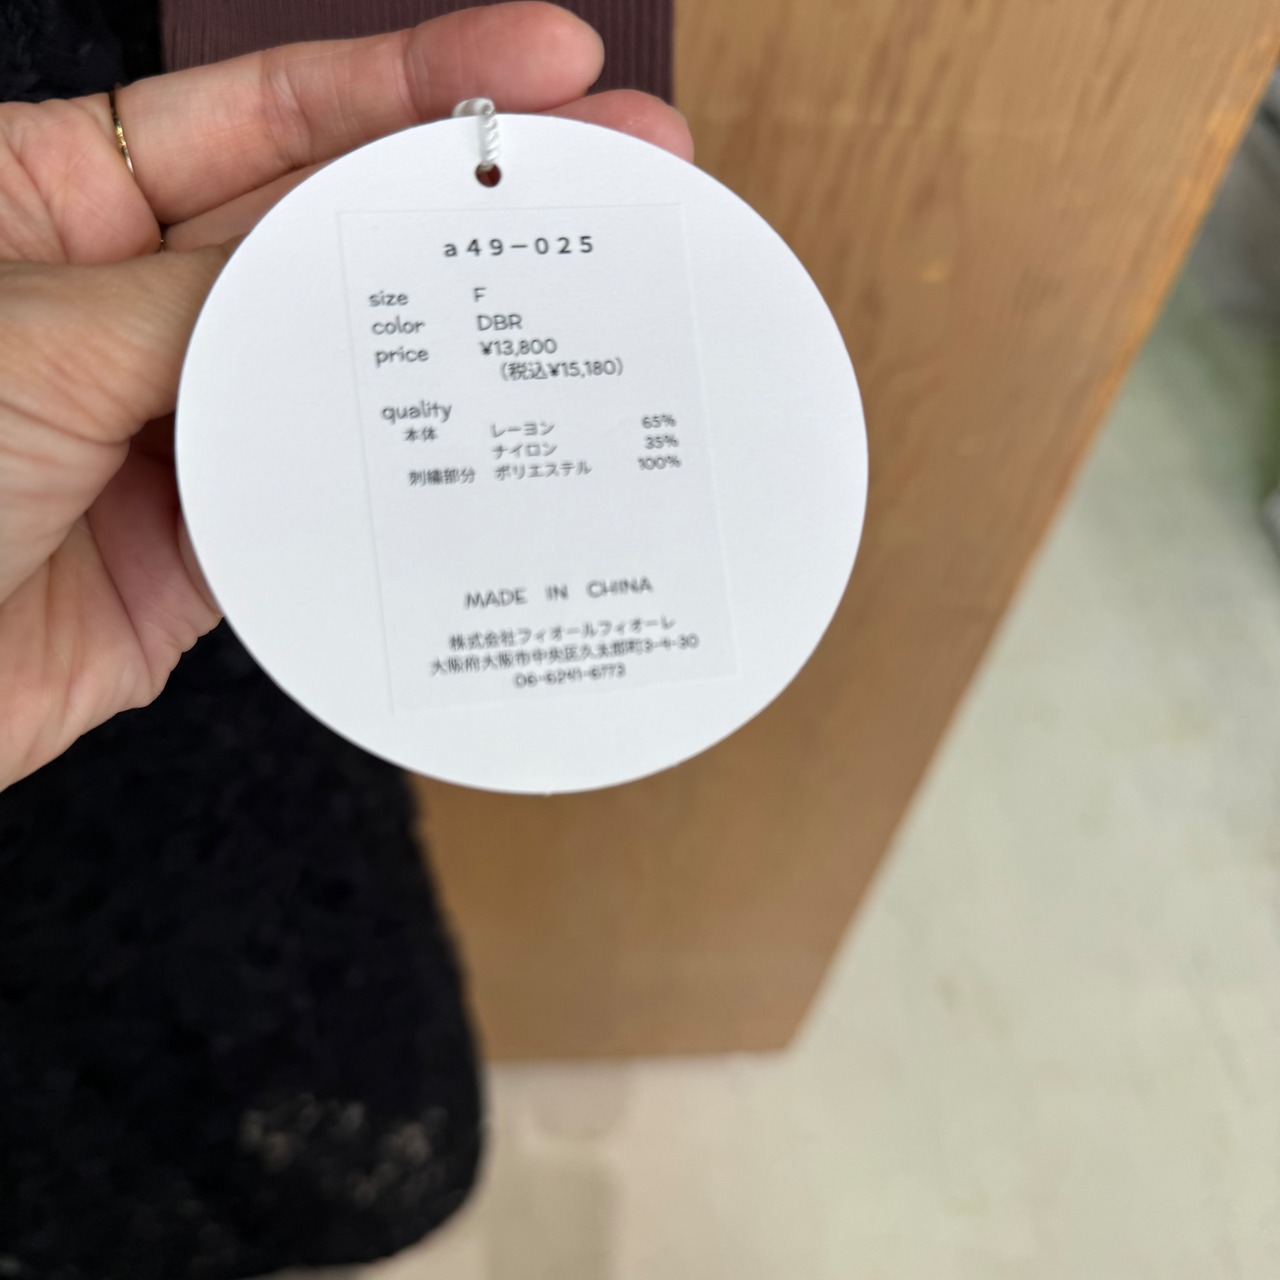 a49-025
size F
color DBR
price ¥13,800
(税込¥15,180)
quality
本体 レーヨン 65%
ナイロン 35%
刺繍部分 ポリエステル 100%
MADE IN CHINA
株式会社フィオールフィオーレ
大阪府大阪市中央区久太郎町3-4-30
06-6241-6773